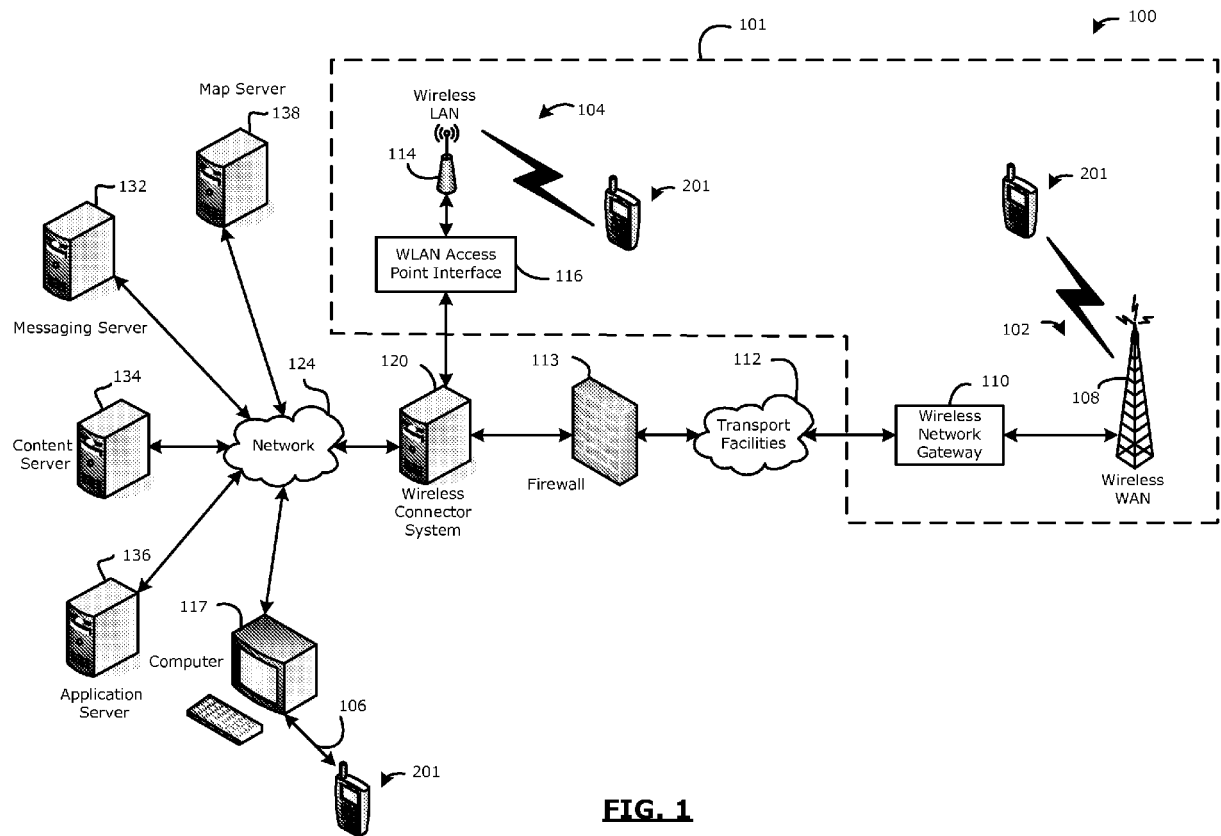 100
101
Map Server
138
Wireless
LAN
104
114
201
201
132
WLAN Access
Point Interface
116
Messaging Server
102
120
113
112
134
124
110
108
Content
Server
Network
Wireless
Connector
System
Firewall
Transport
Facilities
Wireless
Network
Gateway
Wireless
WAN
136
117
Computer
Application
Server
106
201
FIG. 1